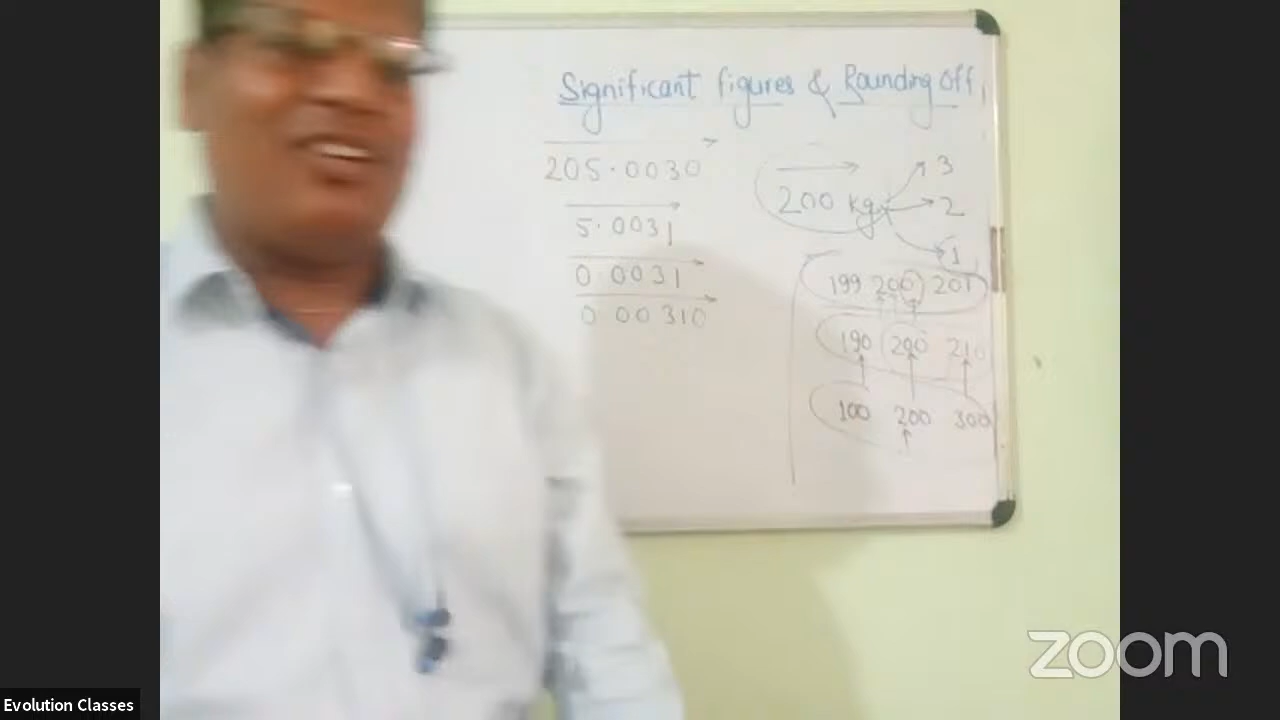 Significant figures & Rounding off
205.0030
5.0031
0 0031
0 00310
200 kg
3
2
1
199 200 201
190 200 210
100 200 300
zoom
Evolution Classes